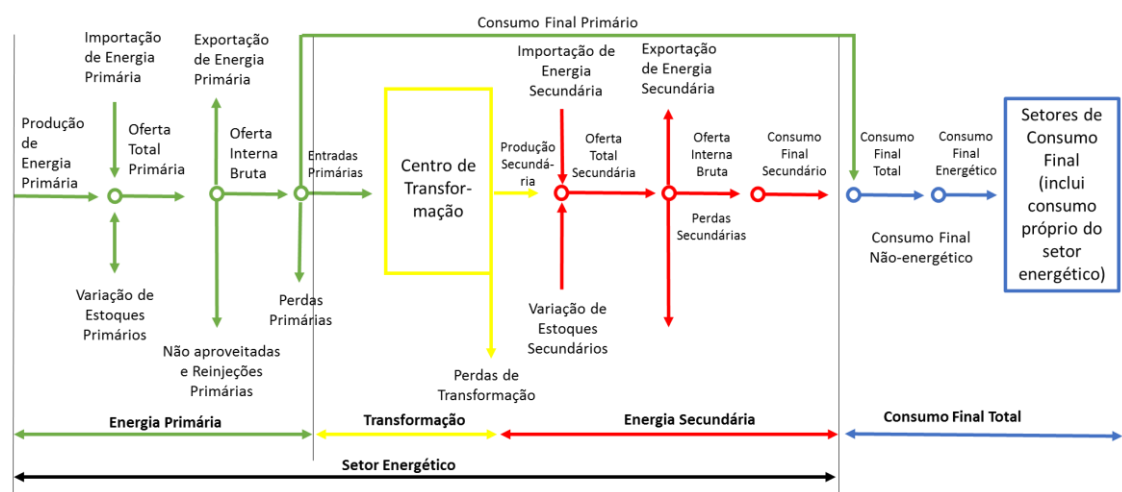 Consumo Final Primário
Importação
de Energia
Primária
Exportação
de Energia
Primária
Importação de
Energia
Secundária
Exportação
de Energia
Secundária
Produção
de
Energia
Primária
Oferta
Total
Primária
Oferta
Interna
Bruta
Entradas
Primárias
Centro de
Transfor-
mação
Produção
Secundá-
ria
Oferta
Total
Secundária
Oferta
Interna
Bruta
Consumo
Final
Secundário
Consumo
Final
Total
Consumo
Final
Energético
Setores de
Consumo
Final
(inclui
consumo
próprio do
setor
energético)
Perdas
Secundárias
Consumo Final
Não-energético
Variação de
Estoques
Primários
Perdas
Primárias
Variação de
Estoques
Secundários
Não aproveitadas
e Reinjeções
Primárias
Perdas de
Transformação
Energia Primária
Transformação
Energia Secundária
Consumo Final Total
Setor Energético